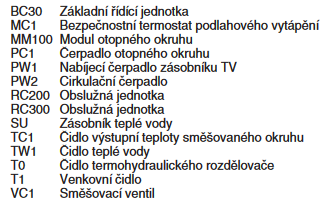 BC30 Základní řídící jednotka
MC1 Bezpečnostní termostat podlahového vytápění
MM100 Modul otopného okruhu
PC1 Čerpadlo otopného okruhu
PW1 Nabíjecí čerpadlo zásobníku TV
PW2 Cirkulační čerpadlo
RC200 Obslužná jednotka
RC300 Obslužná jednotka
SU Zásobník teplé vody
TC1 Čidlo výstupní teploty směšovaného okruhu
TW1 Čidlo teplé vody
T0 Čidlo termohydraulického rozdělovače
T1 Venkovní čidlo
VC1 Směšovací ventil